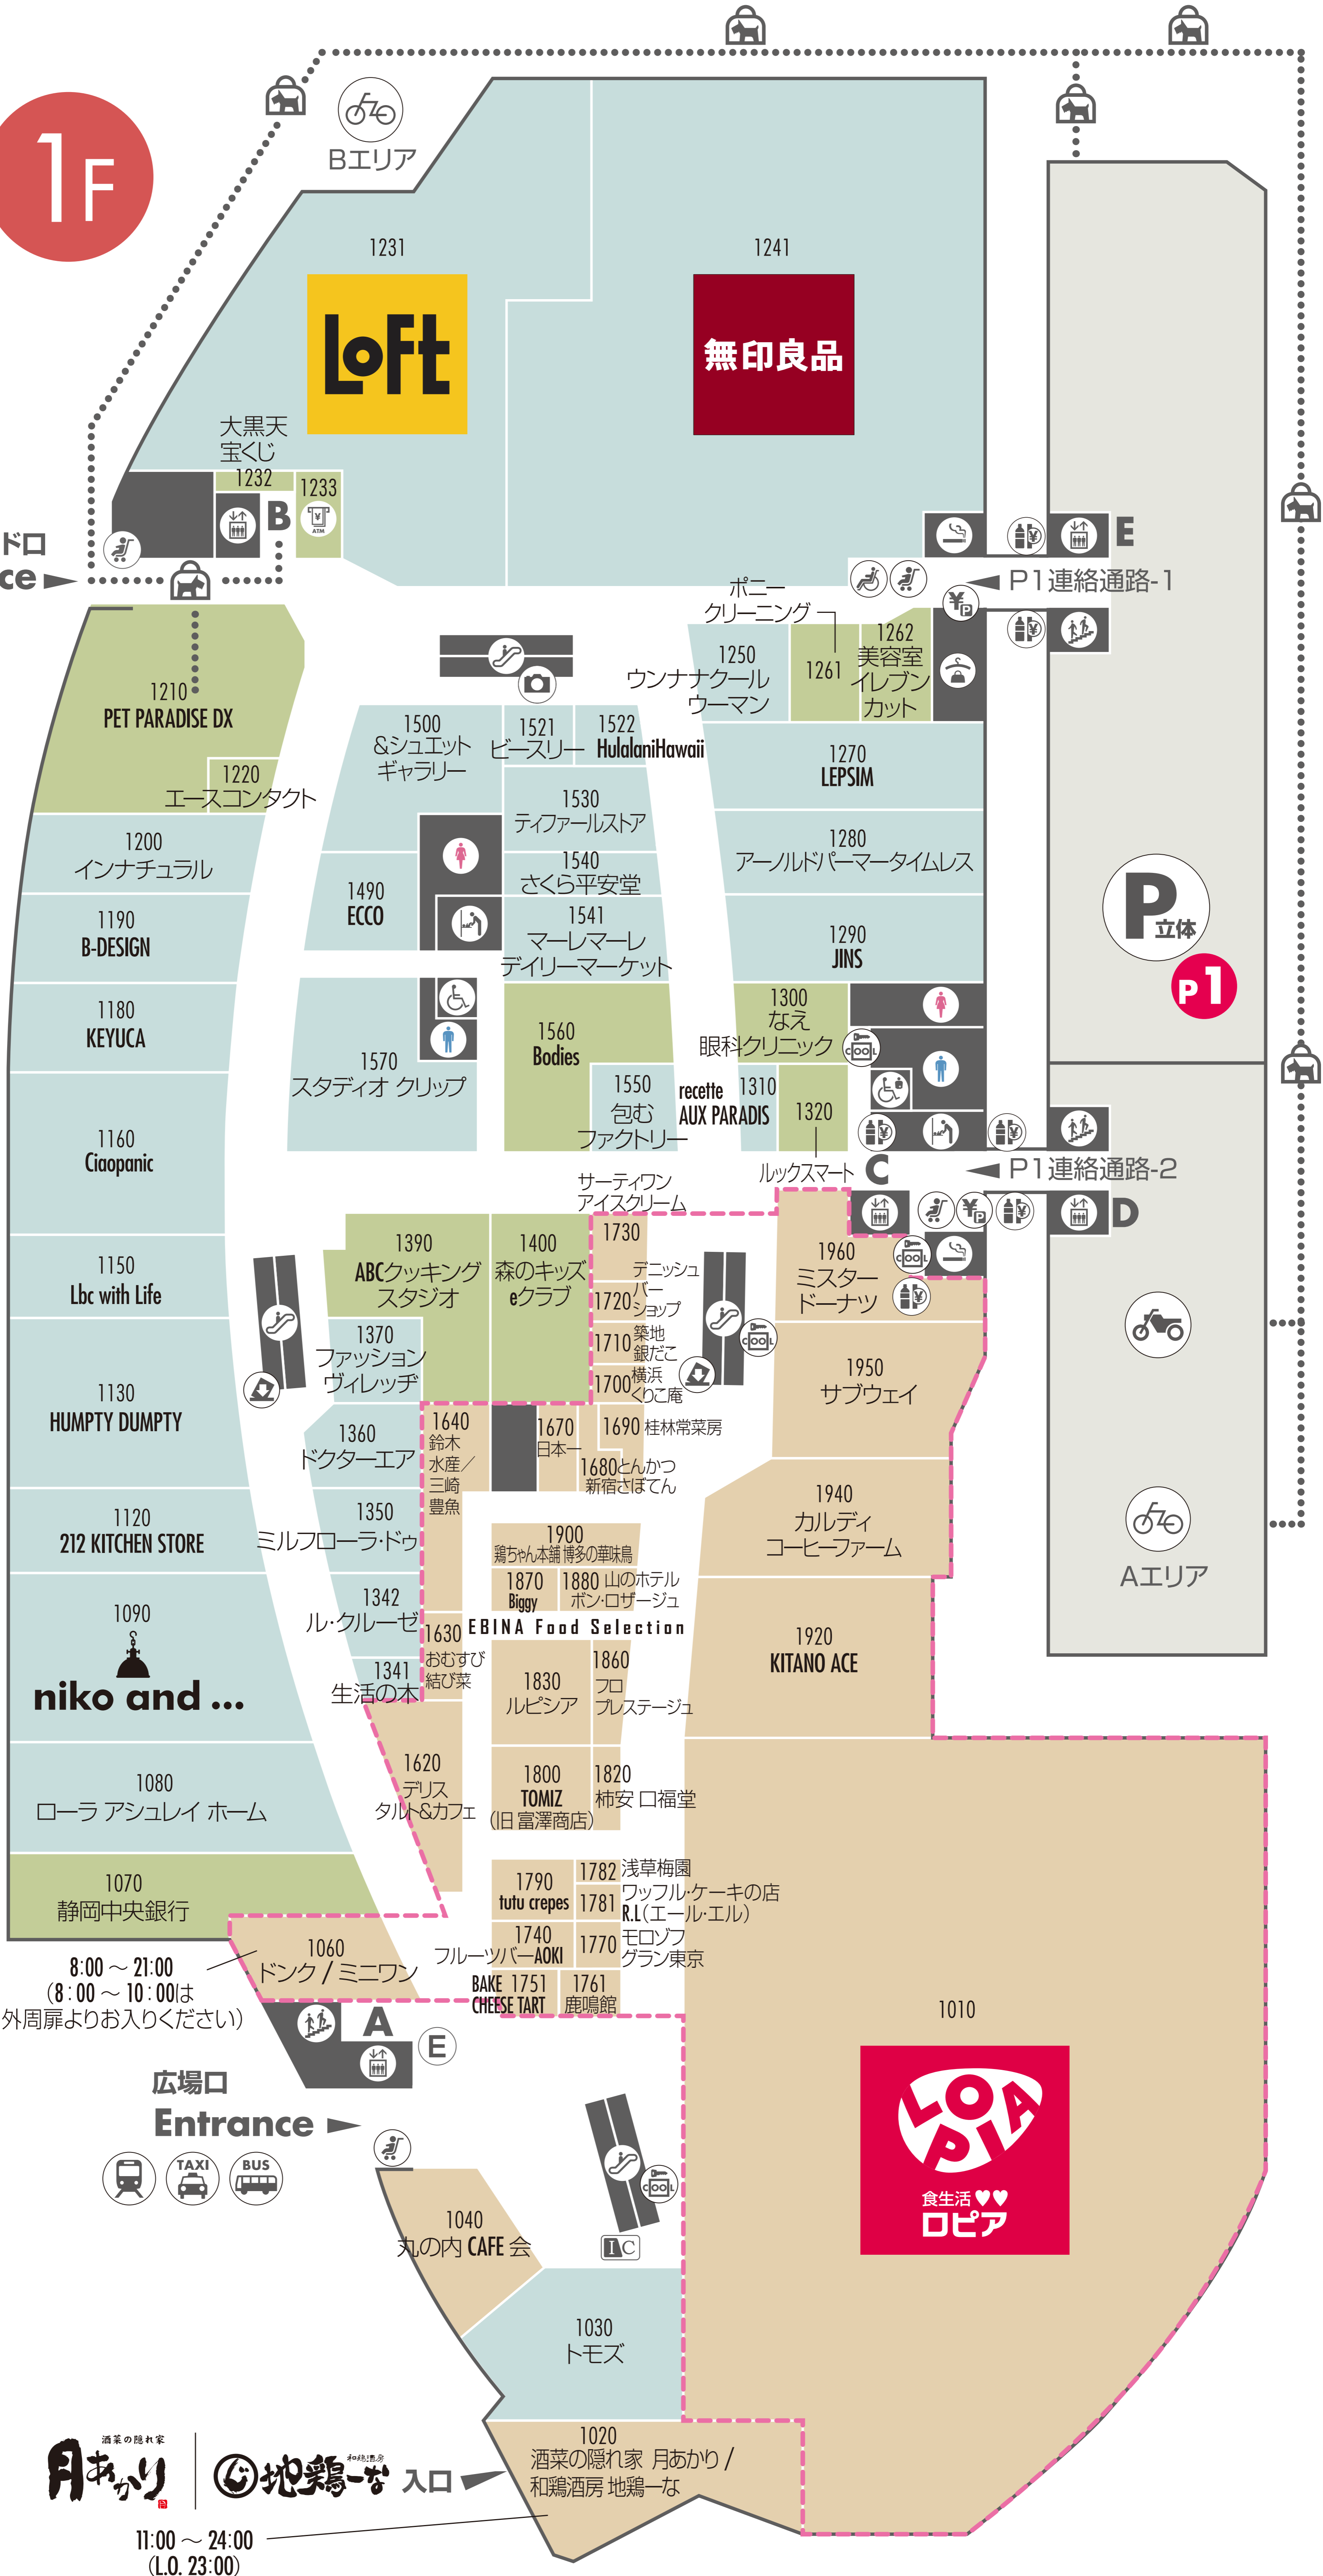 1F
Bエリア
1231
LoFt
1241
無印良品
大黒天
宝くじ
1232
1233
ATM
B
ド口
ce
E
P1連絡通路-1
ポニー
クリーニング
1261
1262
美容室
イレブン
カット
1250
ウンナナクール
ウーマン
1210
PET PARADISE DX
1220
エースコンタクト
1500
&シュエット
ギャラリー
1521
ビースリー
1522
HulalaniHawaii
1270
LEPSIM
1530
ティファールストア
1200
インナチュラル
1280
アーノルドパーマータイムレス
1540
さくら平安堂
1490
ECCO
1190
B-DESIGN
1541
マーレマーレ
デイリーマーケット
1290
JINS
P
立体
P1
1180
KEYUCA
1300
なえ
眼科クリニック
COOL
1560
Bodies
1570
スタディオ クリップ
1550
包む
ファクトリー
recette
AUX PARADIS
1310
1320
ルックスマート
1160
Ciaopanic
C
P1連絡通路-2
D
サーティワン
アイスクリーム
1730
1390
ABCクッキング
スタジオ
1400
森のキッズ
eクラブ
1960
ミスター
ドーナツ
COOL
1150
Lbc with Life
デニッシュ
バー
ショップ
1720
1710
築地
銀だこ
1700
横浜
くりこ庵
COOL
1370
ファッション
ヴィレッヂ
1950
サブウェイ
1130
HUMPTY DUMPTY
1360
ドクターエア
1640
鈴木
水産/
三崎
豊魚
1670
日本一
1690 桂林常菜房
1680とんかつ
新宿さぼてん
1940
カルディ
コーヒーファーム
Aエリア
1120
212 KITCHEN STORE
1350
ミルフローラ・ドゥ
1900
鶏ちゃん本舗 博多の華味鳥
1870
Biggy
1880 山のホテル
ボン・ロザージュ
1342
ル・クルーゼ
EBINA Food Selection
1090
niko and ...
1630
おむすび
結び菜
1341
生活の木
1920
KITANO ACE
1830
ルピシア
1860
フロ
プレステージュ
1080
ローラ アシュレイ ホーム
1620
デリス
タルト&カフェ
1800
TOMIZ
(旧 富澤商店)
1820
柿安 口福堂
1070
静岡中央銀行
1790
tutu crepes
1782
浅草梅園
1781
ワッフル・ケーキの店
R.L(エール・エル)
1740
フルーツバーAOKI
1770
モロゾフ
グラン東京
1060
ドンク / ミニワン
BAKE
CHEESE TART
1751
1761
鹿鳴館
8:00 ~ 21:00
(8:00 ~ 10:00は
外周扉よりお入りください)
A
E
1010
LOPIA
食生活♥♥
ロピア
広場口
Entrance
TAXI
BUS
COOL
IC
1040
丸の内 CAFE 会
1030
トモズ
1020
酒菜の隠れ家 月あかり /
和鶏酒房 地鶏一な
酒菜の隠れ家
月あかり
和鶏酒房
地鶏一な
入口
11:00 ~ 24:00
(L.O. 23:00)